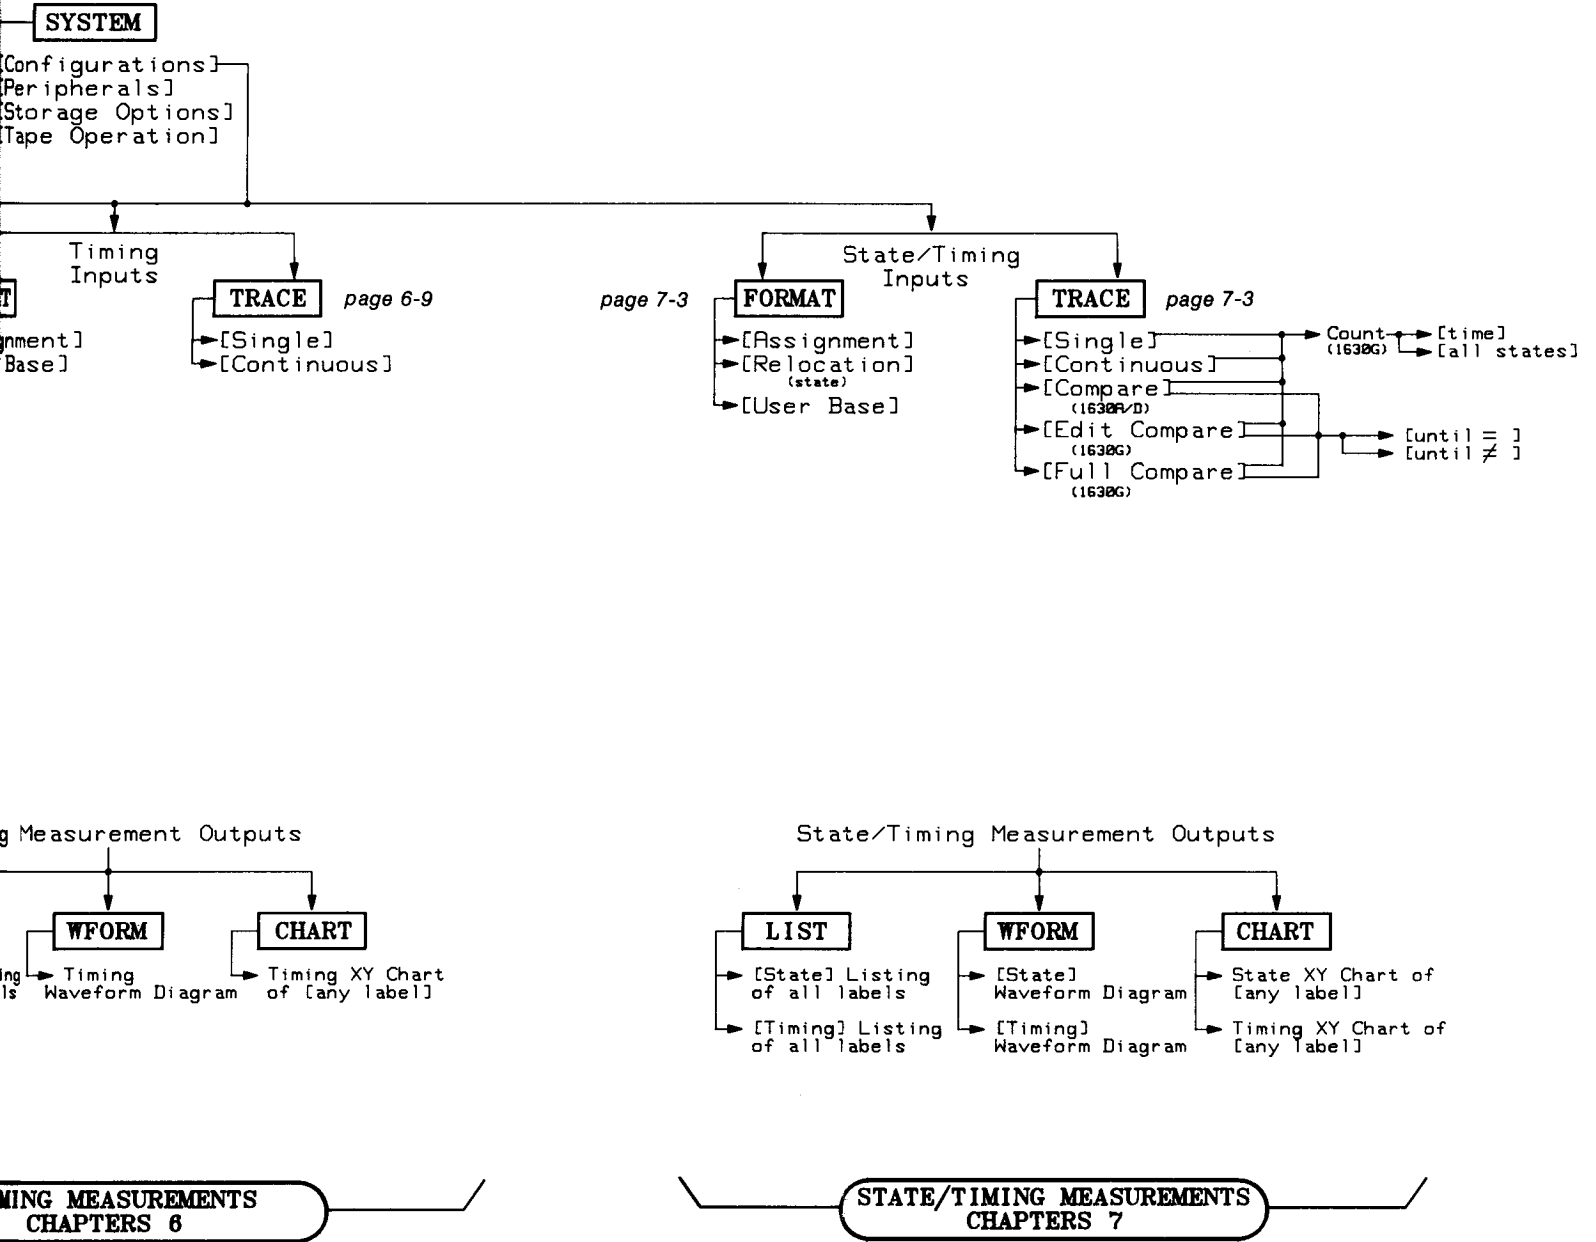 SYSTEM
[Configurations]
[Peripherals]
[Storage Options]
[Tape Operation]
Timing
Inputs
TRACE
page 6-9
[Single]
[Continuous]
State/Timing
Inputs
page 7-3
FORMAT
[Assignment]
[Relocation]
(state)
[User Base]
TRACE
page 7-3
[Single]
[Continuous]
[Compare]
(1630A/D)
[Edit Compare]
(1630G)
[Full Compare]
(1630G)
Count
(1630G)
[time]
[all states]
[until = ]
[until ≠ ]
Base]
Measurement Outputs
WFORM
Timing
Waveform Diagram
CHART
Timing XY Chart
of [any label]
State/Timing Measurement Outputs
LIST
[State] Listing
of all labels
[Timing] Listing
of all labels
WFORM
[State]
Waveform Diagram
[Timing]
Waveform Diagram
CHART
State XY Chart of
[any label]
Timing XY Chart of
[any label]
MING MEASUREMENTS
CHAPTERS 6
STATE/TIMING MEASUREMENTS
CHAPTERS 7